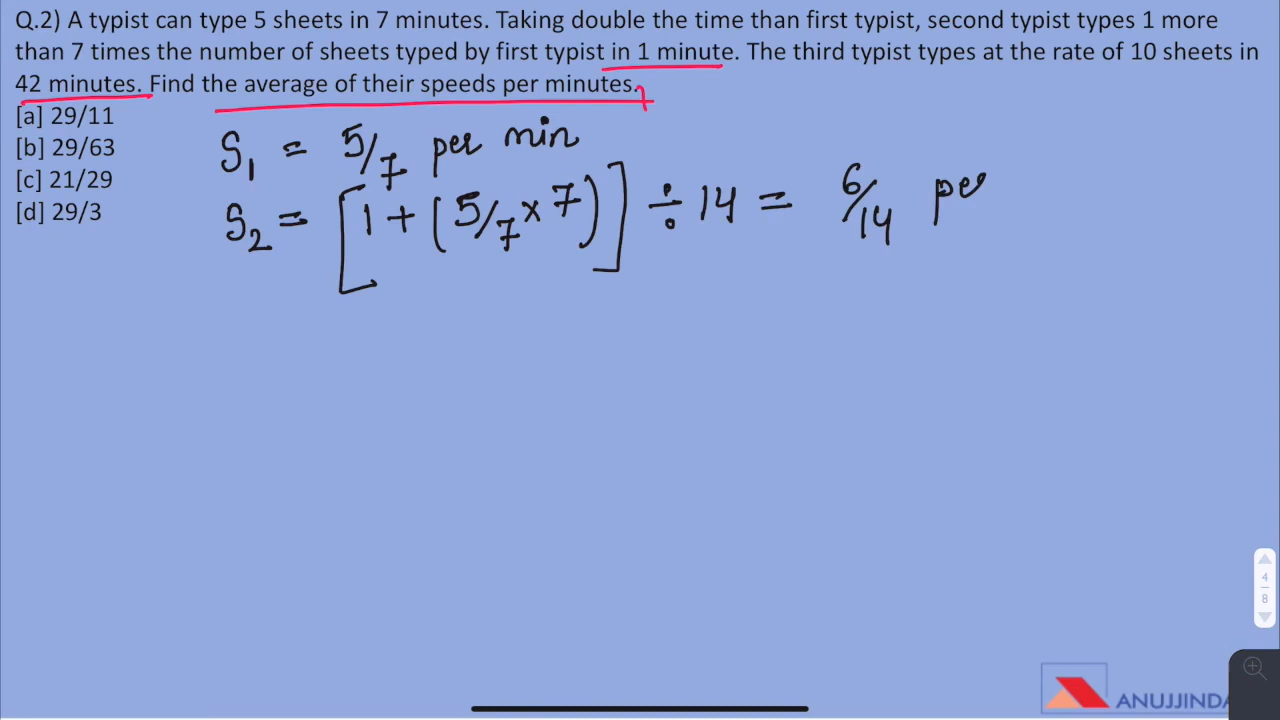 Q.2) A typist can type 5 sheets in 7 minutes. Taking double the time than first typist, second typist types 1 more
than 7 times the number of sheets typed by first typist in 1 minute. The third typist types at the rate of 10 sheets in
42 minutes. Find the average of their speeds per minutes.
[a] 29/11
[b] 29/63
[c] 21/29
[d] 29/3
S₁ = 5/7 per min
S₂ = [1 + (5/7 × 7)] ÷ 14 = 6/14 per
4
8
ANUJJINDA